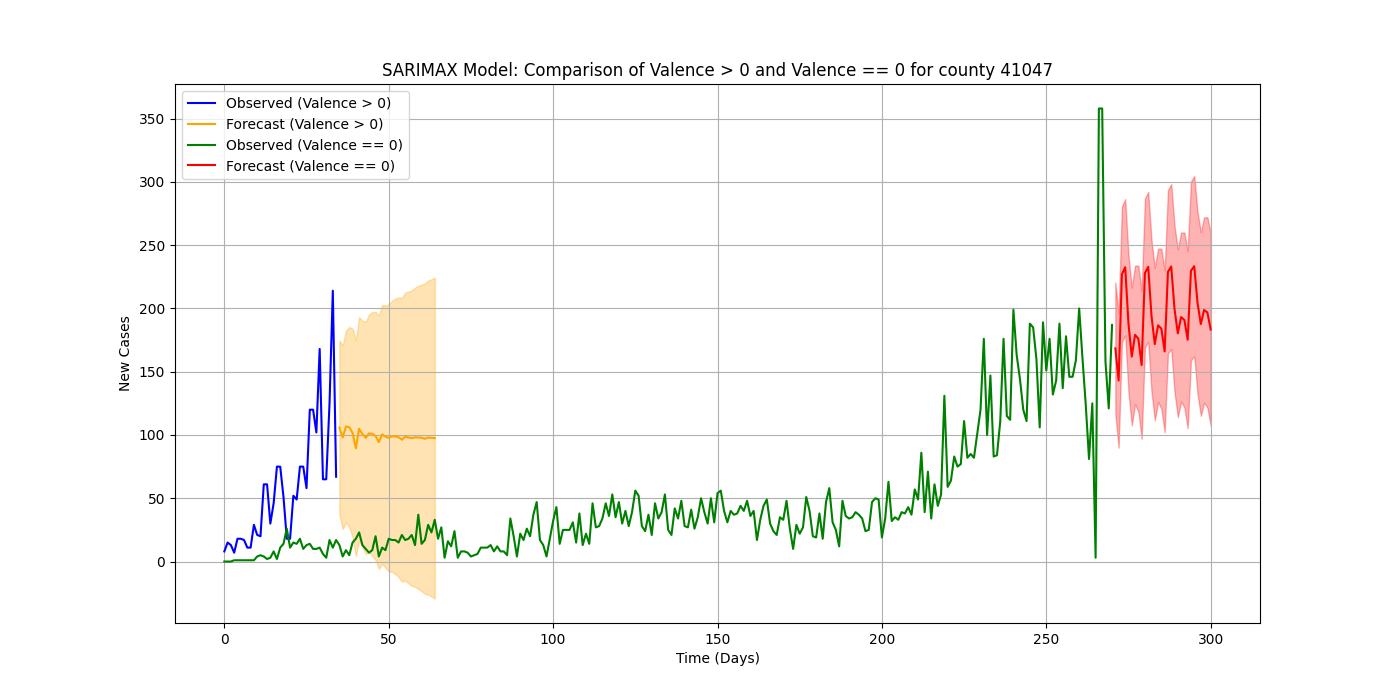 SARIMAX Model: Comparison of Valence > 0 and Valence == 0 for county 41047
Observed (Valence > 0)
Forecast (Valence > 0)
Observed (Valence == 0)
Forecast (Valence == 0)
New Cases
350
300
250
200
150
100
50
0
0 50 100 150 200 250 300
Time (Days)